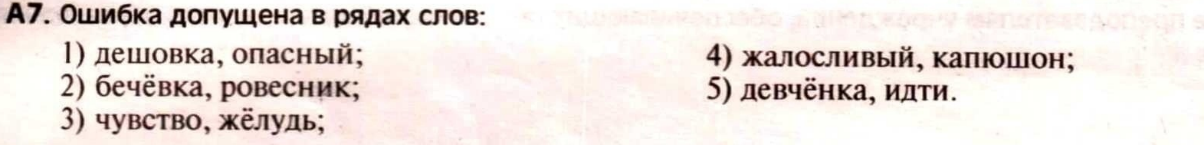 А7. Ошибка допущена в рядах слов:
1) дешовка, опасный;
2) бечёвка, ровесник;
3) чувство, жёлудь;
4) жалосливый, капюшон;
5) девчёнка, идти.